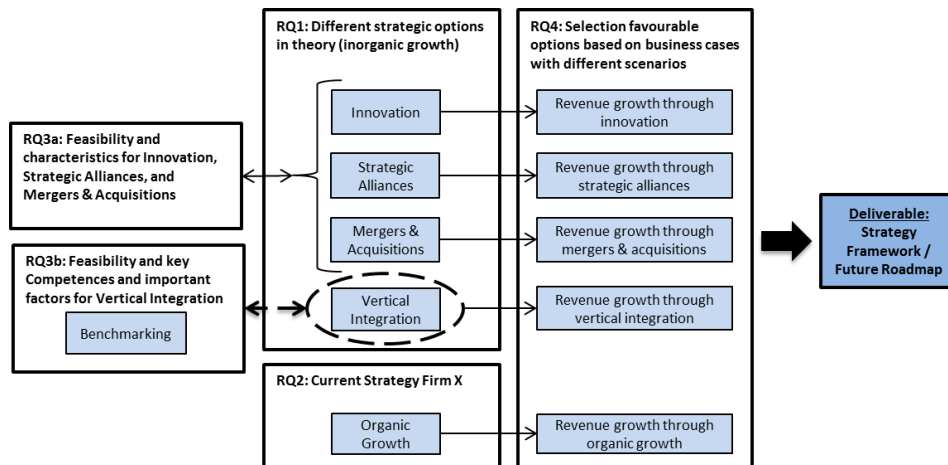 RQ1: Different strategic options
in theory (inorganic growth)
Innovation
Strategic
Alliances
Mergers &
Acquisitions
Vertical
Integration
RQ3a: Feasibility and
characteristics for Innovation,
Strategic Alliances, and
Mergers & Acquisitions
RQ3b: Feasibility and key
Competences and important
factors for Vertical Integration
Benchmarking
RQ2: Current Strategy Firm X
Organic
Growth
RQ4: Selection favourable
options based on business cases
with different scenarios
Revenue growth through
innovation
Revenue growth through
strategic alliances
Revenue growth through
mergers & acquisitions
Revenue growth through
vertical integration
Revenue growth through
organic growth
Deliverable:
Strategy
Framework /
Future Roadmap